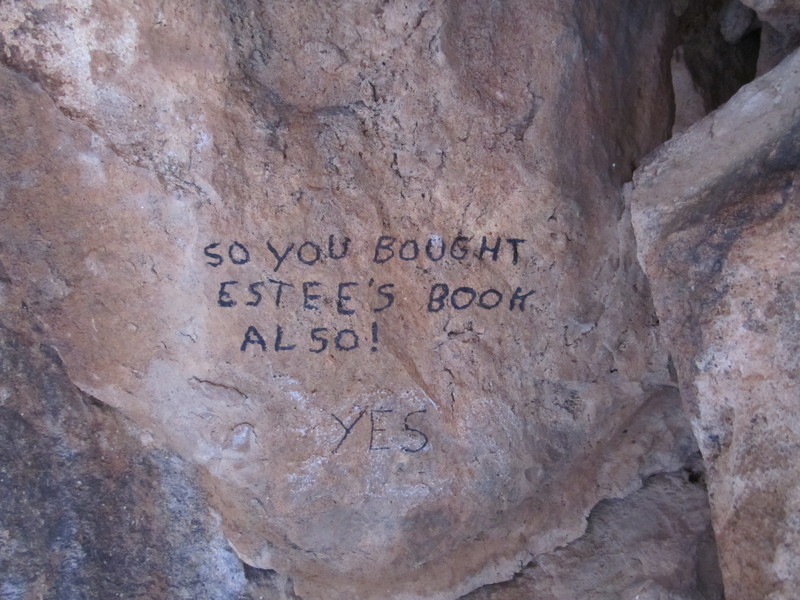 SO YOU BOUGHT
ESTEE'S BOOK
ALSO!
YES